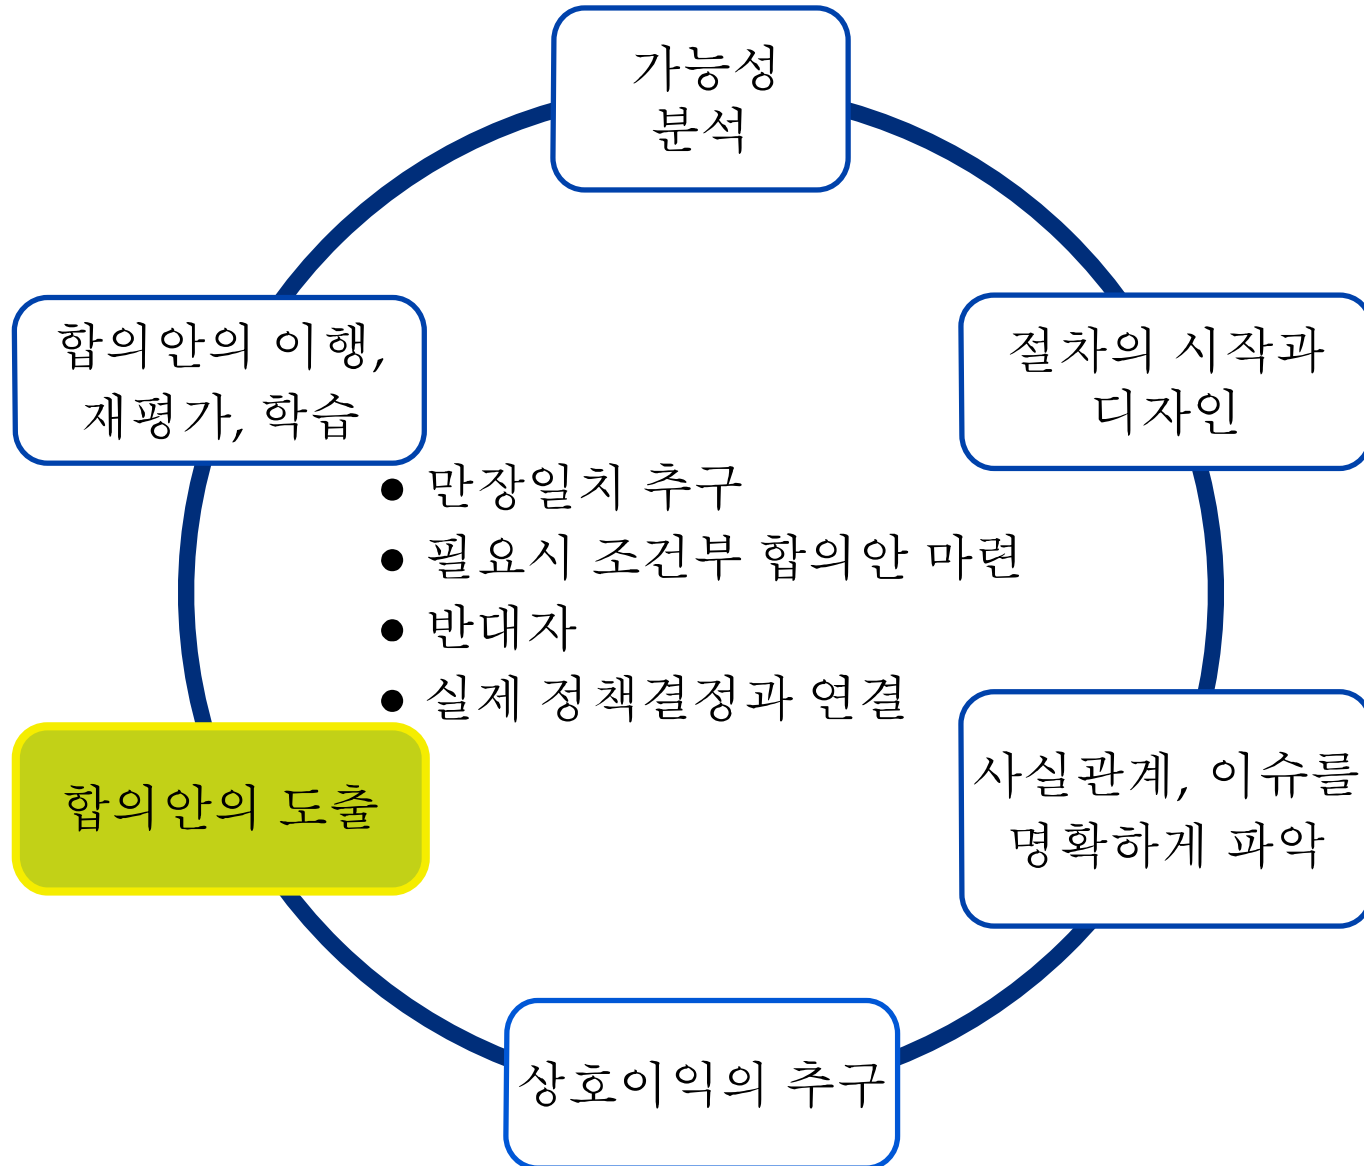 가능성
분석
절차의 시작과
디자인
사실관계, 이슈를
명확하게 파악
상호이익의 추구
합의안의 도출
합의안의 이행,
재평가, 학습
● 만장일치 추구
● 필요시 조건부 합의안 마련
● 반대자
● 실제 정책결정과 연결